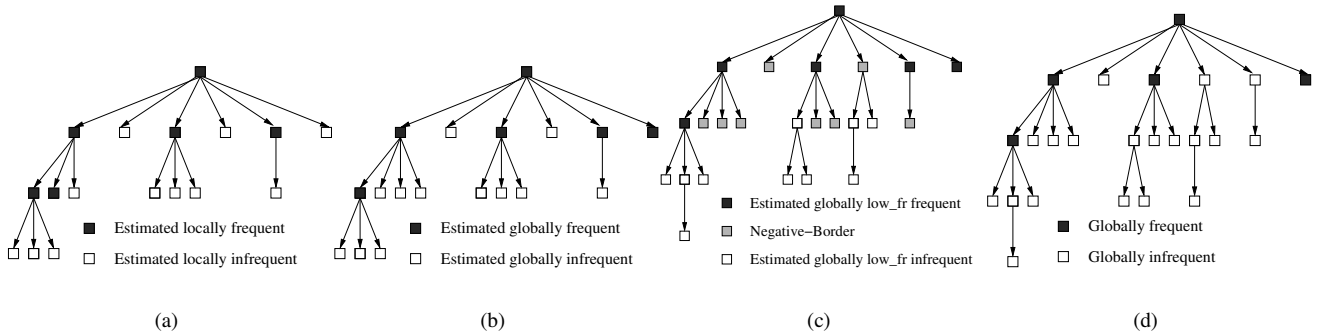 Estimated locally frequent
Estimated locally infrequent
(a)
Estimated globally frequent
Estimated globally infrequent
(b)
Estimated globally low_fr frequent
Negative−Border
Estimated globally low_fr infrequent
(c)
Globally frequent
Globally infrequent
(d)